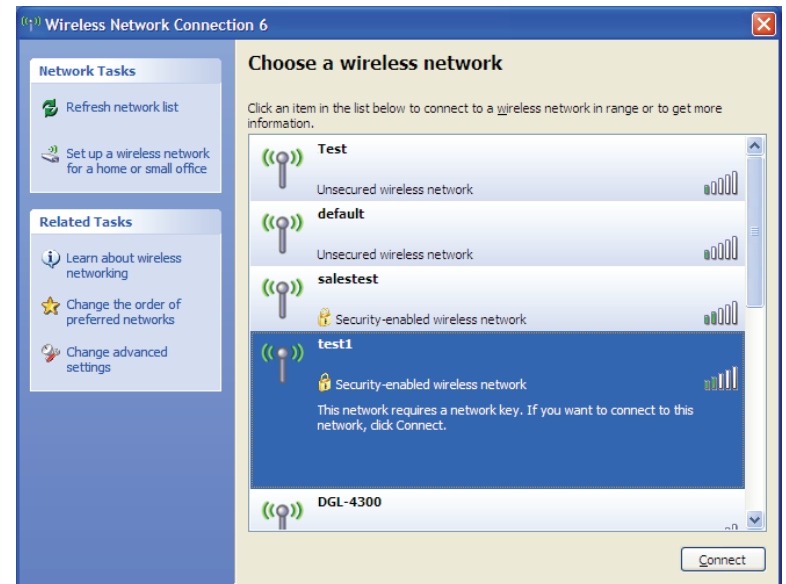 Wireless Network Connection 6
Network Tasks
Refresh network list
Set up a wireless network
for a home or small office
Related Tasks
Learn about wireless
networking
Change the order of
preferred networks
Change advanced
settings
Choose a wireless network
Click an item in the list below to connect to a wireless network in range or to get more
information.
Test
Unsecured wireless network
default
Unsecured wireless network
salestest
Security-enabled wireless network
test1
Security-enabled wireless network
This network requires a network key. If you want to connect to this
network, click Connect.
DGL-4300
Connect